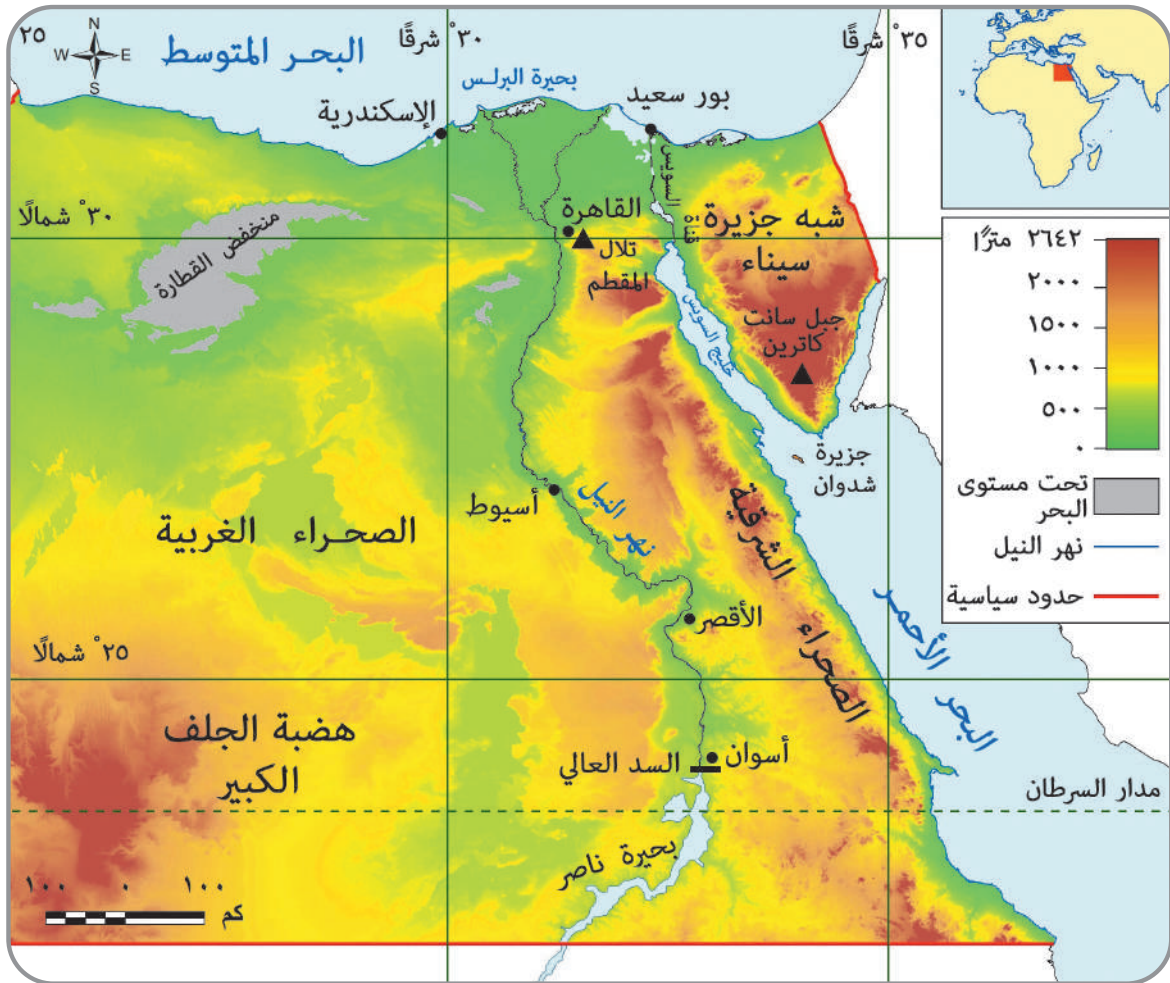 ٢٥
N
W E
S
البحر المتوسط
٣٠° شرقًا
٣٥° شرقًا
بحيرة البرلس
الإسكندرية
بور سعيد
قناة السويس
٣٠° شمالًا
منخفض القطارة
القاهرة
تلال
المقطم
شبه جزيرة
سيناء
خليج السويس
جبل سانت
كاترين
جزيرة
شدوان
الصحراء الغربية
أسيوط
نهر النيل
الصحراء الشرقية
الأقصر
البحر الأحمر
٢٥° شمالًا
هضبة الجلف
الكبير
السد العالي
أسوان
مدار السرطان
بحيرة ناصر
١٠٠ ٠ ١٠٠
كم
٢٦٤٢ مترًا
٢٠٠٠
١٥٠٠
١٠٠٠
٥٠٠
٠
تحت مستوى
البحر
نهر النيل
حدود سياسية